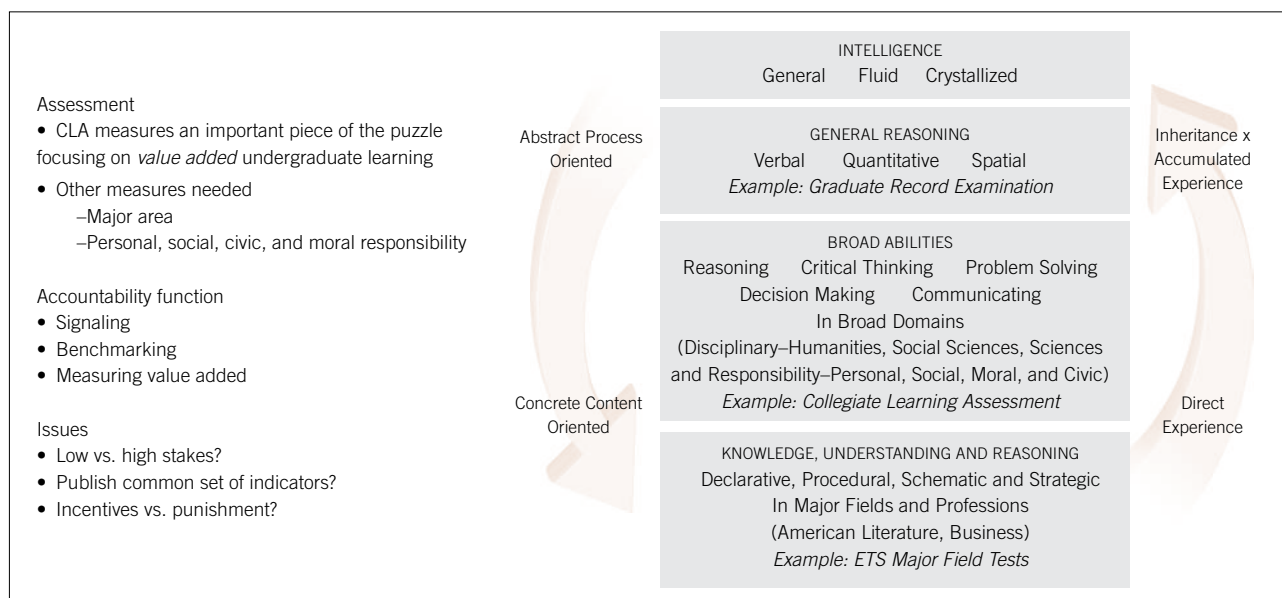 Assessment
• CLA measures an important piece of the puzzle
focusing on value added undergraduate learning
• Other measures needed
–Major area
–Personal, social, civic, and moral responsibility
Accountability function
• Signaling
• Benchmarking
• Measuring value added
Issues
• Low vs. high stakes?
• Publish common set of indicators?
• Incentives vs. punishment?
Abstract Process
Oriented
Concrete Content
Oriented
INTELLIGENCE
General Fluid Crystallized
GENERAL REASONING
Verbal Quantitative Spatial
Example: Graduate Record Examination
BROAD ABILITIES
Reasoning Critical Thinking Problem Solving
Decision Making Communicating
In Broad Domains
(Disciplinary–Humanities, Social Sciences, Sciences
and Responsibility–Personal, Social, Moral, and Civic)
Example: Collegiate Learning Assessment
KNOWLEDGE, UNDERSTANDING AND REASONING
Declarative, Procedural, Schematic and Strategic
In Major Fields and Professions
(American Literature, Business)
Example: ETS Major Field Tests
Inheritance x
Accumulated
Experience
Direct
Experience